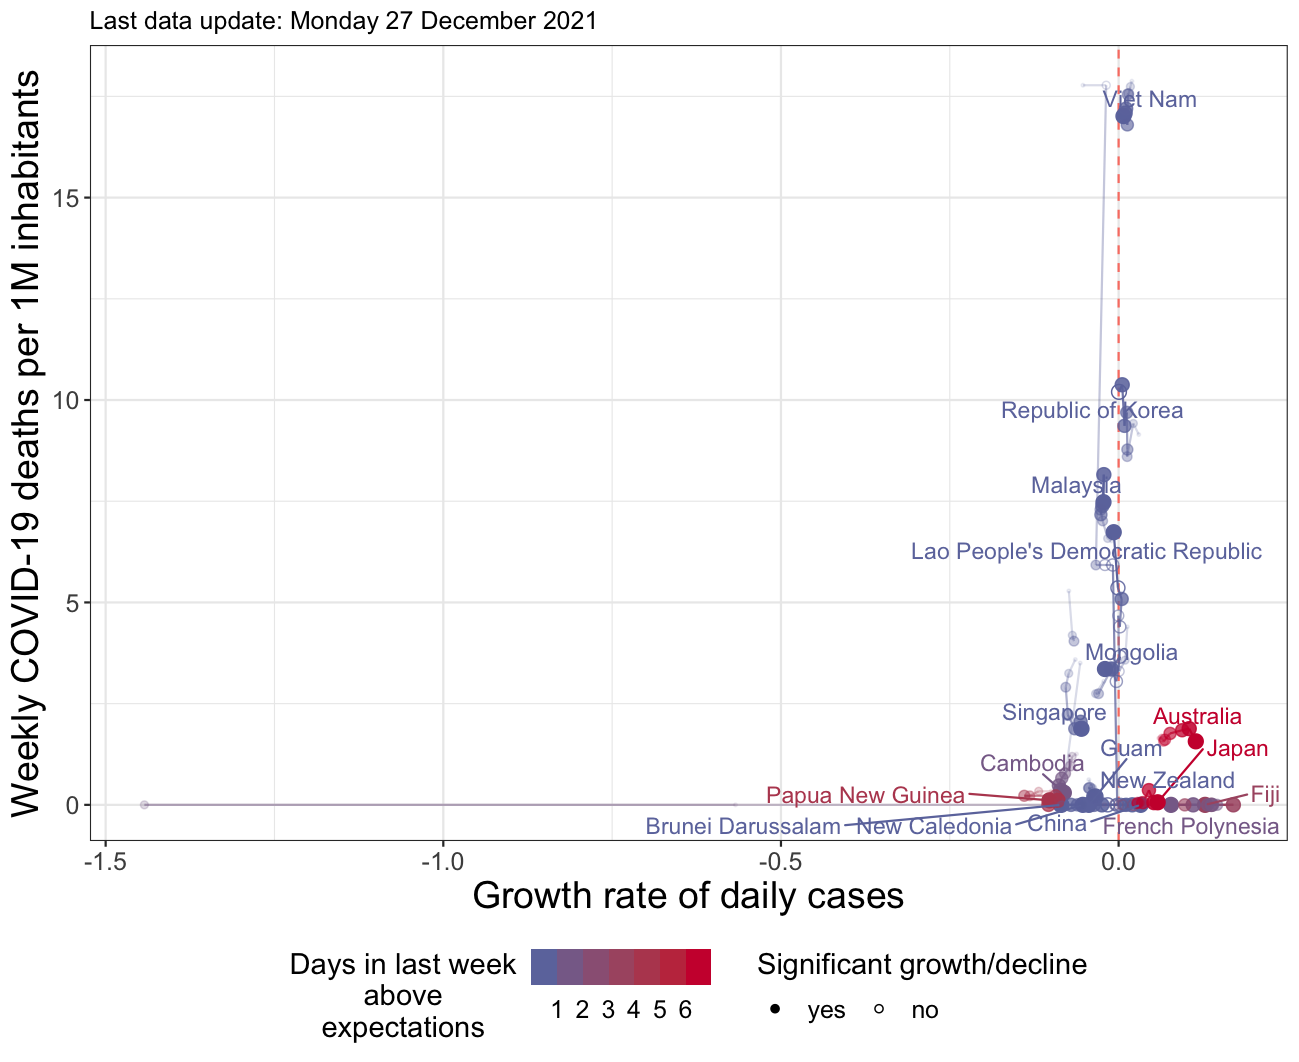 Last data update: Monday 27 December 2021
Weekly COVID-19 deaths per 1M inhabitants
15
10
5
0
Viet Nam
Republic of Korea
Malaysia
Lao People's Democratic Republic
Mongolia
Singapore
Australia
Guam
Japan
Cambodia
New Zealand
Papua New Guinea
Fiji
Brunei Darussalam
New Caledonia
China
French Polynesia
-1.5
-1.0
-0.5
0.0
Growth rate of daily cases
Days in last week
above
expectations
1 2 3 4 5 6
Significant growth/decline
yes
no